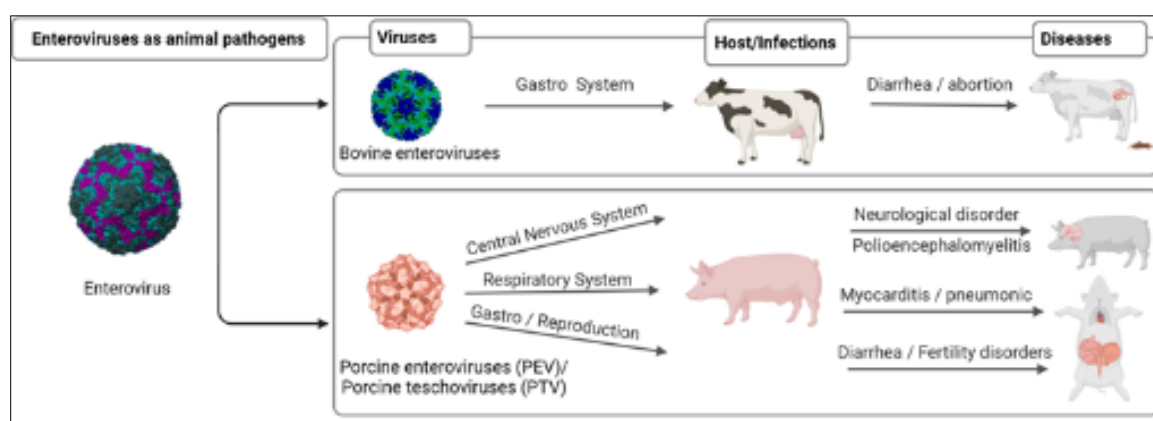 Enteroviruses as animal pathogens
Viruses
Host/Infections
Diseases
Gastro System
Diarrhea / abortion
Bovine enteroviruses
Enterovirus
Central Nervous System
Respiratory System
Gastro / Reproduction
Neurological disorder
Polioencephalomyelitis
Myocarditis / pneumonic
Diarrhea / Fertility disorders
Porcine enteroviruses (PEV)/
Porcine teschoviruses (PTV)